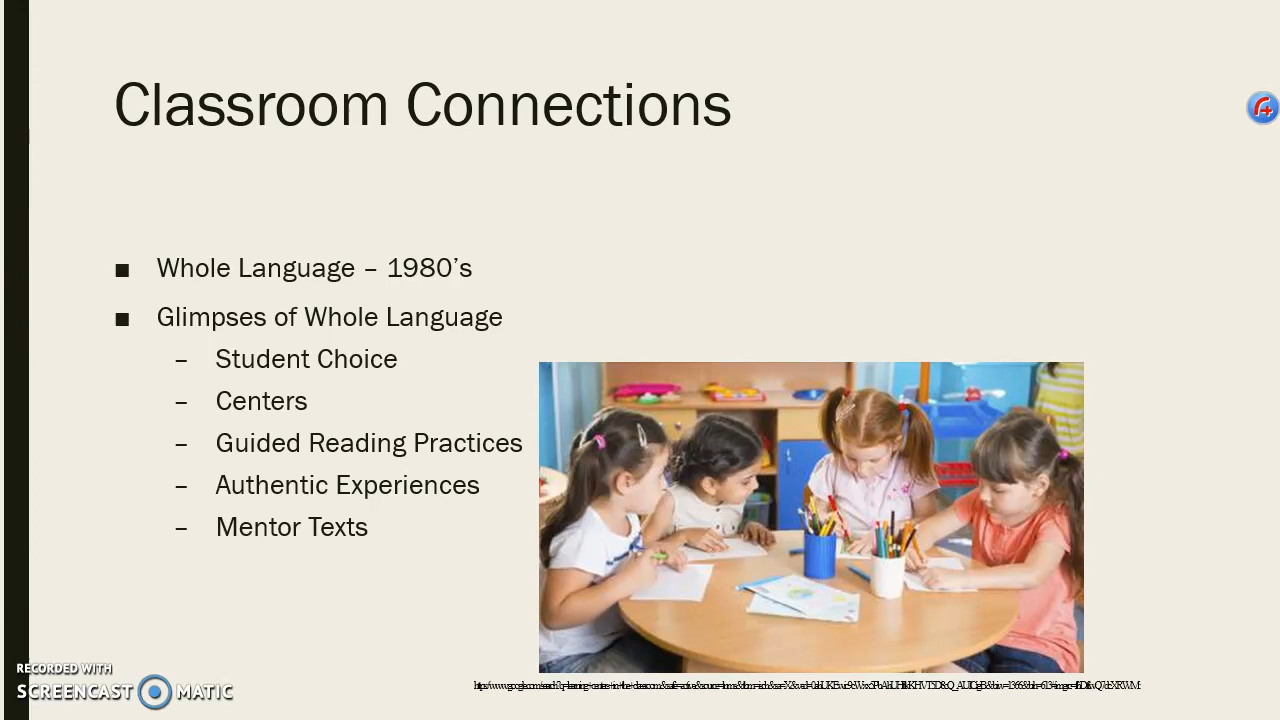 Classroom Connections
■ Whole Language – 1980’s
■ Glimpses of Whole Language
– Student Choice
– Centers
– Guided Reading Practices
– Authentic Experiences
– Mentor Texts
RECORDED WITH
SCREENCAST MATIC